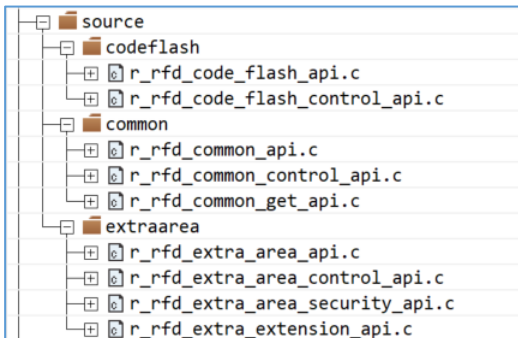 source
codeflash
r_rfd_code_flash_api.c
r_rfd_code_flash_control_api.c
common
r_rfd_common_api.c
r_rfd_common_control_api.c
r_rfd_common_get_api.c
extraarea
r_rfd_extra_area_api.c
r_rfd_extra_area_control_api.c
r_rfd_extra_area_security_api.c
r_rfd_extra_extension_api.c